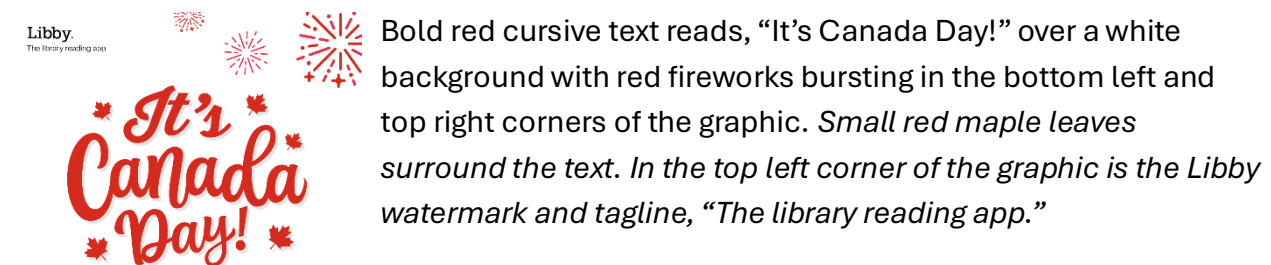 Libby.
The library reading app
It's
Canada
Day!
Bold red cursive text reads, “It’s Canada Day!” over a white
background with red fireworks bursting in the bottom left and
top right corners of the graphic. Small red maple leaves
surround the text. In the top left corner of the graphic is the Libby
watermark and tagline, “The library reading app.”